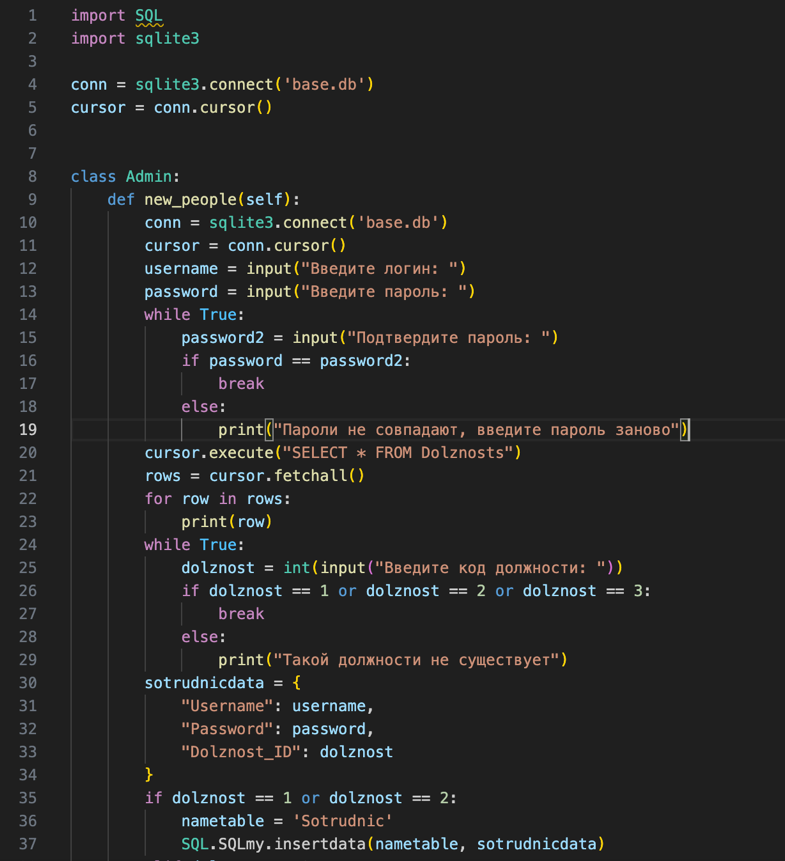 1 import SQL
2 import sqlite3
3
4 conn = sqlite3.connect('base.db')
5 cursor = conn.cursor()
6
7
8 class Admin:
9     def new_people(self):
10         conn = sqlite3.connect('base.db')
11         cursor = conn.cursor()
12         username = input("Введите логин: ")
13         password = input("Введите пароль: ")
14         while True:
15             password2 = input("Подтвердите пароль: ")
16             if password == password2:
17                 break
18             else:
19                 print("Пароли не совпадают, введите пароль заново")
20         cursor.execute("SELECT * FROM Dolznosts")
21         rows = cursor.fetchall()
22         for row in rows:
23             print(row)
24         while True:
25             dolznost = int(input("Введите код должности: "))
26             if dolznost == 1 or dolznost == 2 or dolznost == 3:
27                 break
28             else:
29                 print("Такой должности не существует")
30         sotrudnicdata = {
31             "Username": username,
32             "Password": password,
33             "Dolznost_ID": dolznost
34         }
35         if dolznost == 1 or dolznost == 2:
36             nametable = 'Sotrudnic'
37             SQL.SQLmy.insertdata(nametable, sotrudnicdata)